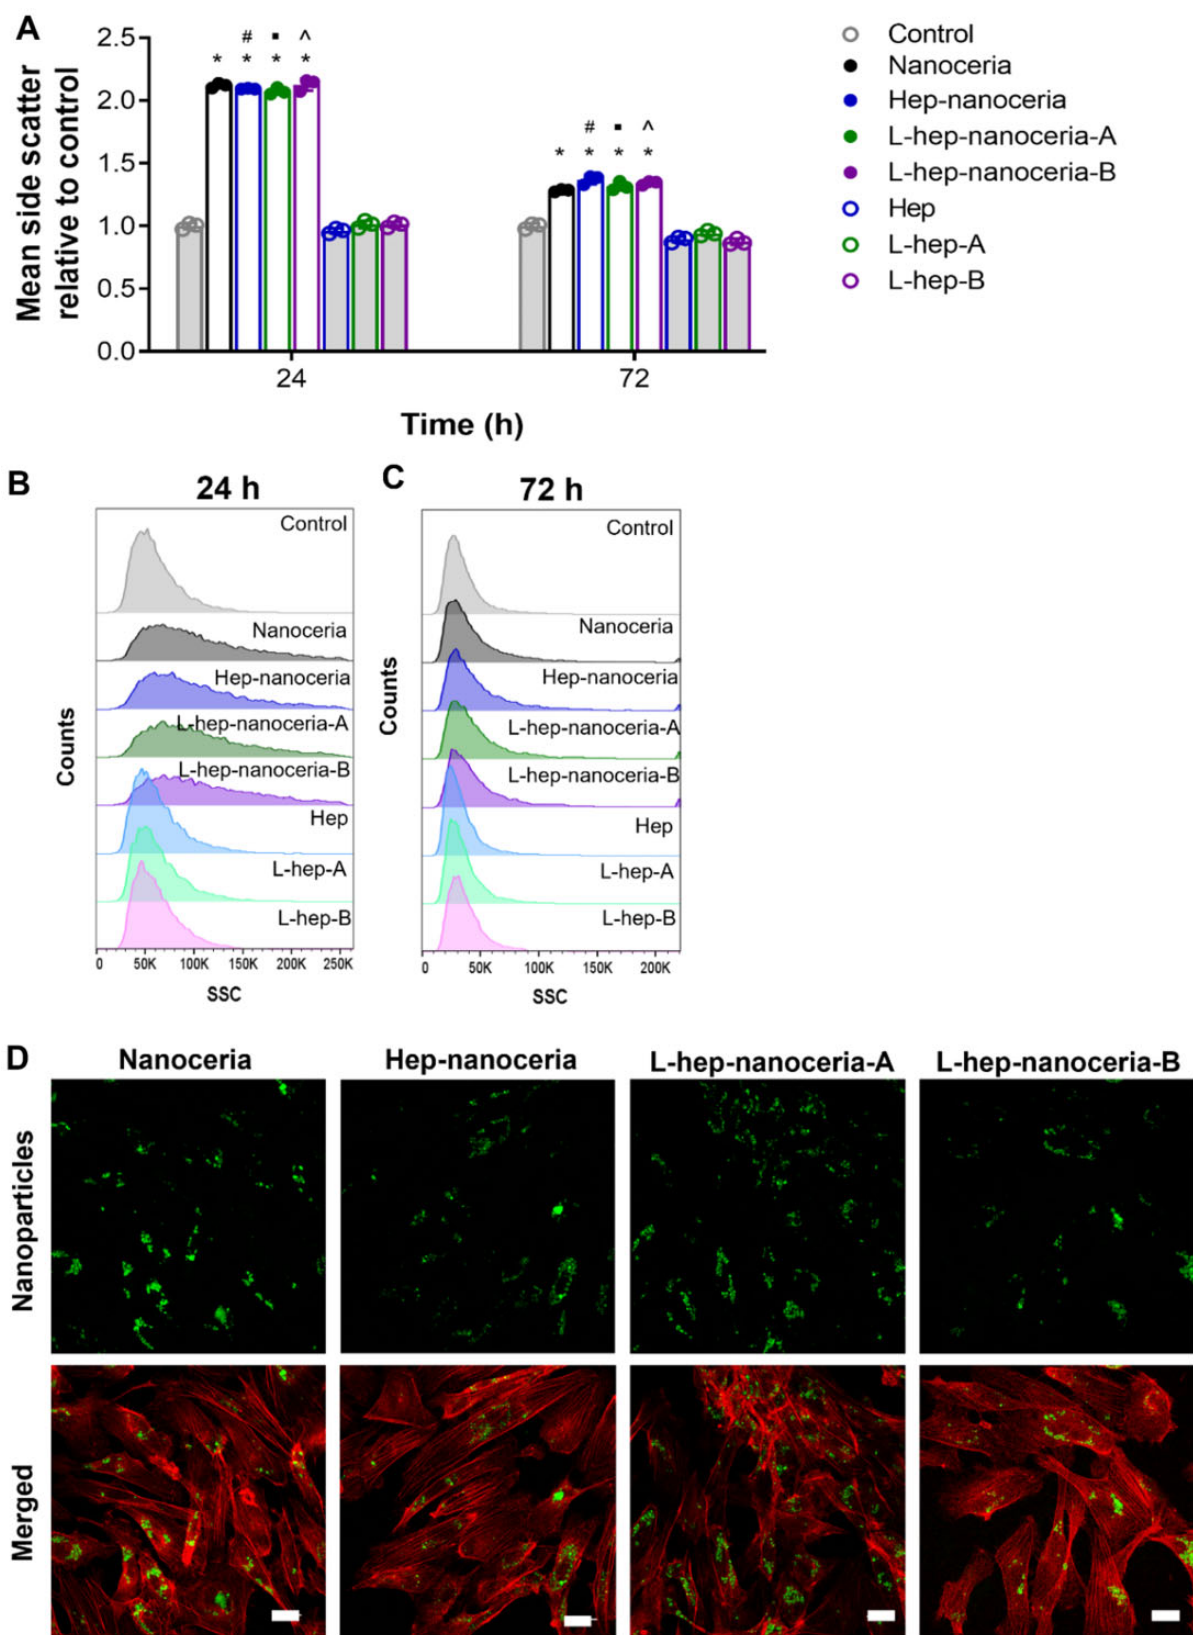 A
2.5
2.0
1.5
1.0
0.5
0.0
Mean side scatter
relative to control
# ▪ ^
* * * *
# ▪ ^
* * * *
24
72
Time (h)
Control
Nanoceria
Hep-nanoceria
L-hep-nanoceria-A
L-hep-nanoceria-B
Hep
L-hep-A
L-hep-B
B
24 h
Counts
Control
Nanoceria
Hep-nanoceria
L-hep-nanoceria-A
L-hep-nanoceria-B
Hep
L-hep-A
L-hep-B
0 50K 100K 150K 200K 250K
SSC
C
72 h
Counts
Control
Nanoceria
Hep-nanoceria
L-hep-nanoceria-A
L-hep-nanoceria-B
Hep
L-hep-A
L-hep-B
0 50K 100K 150K 200K
SSC
D
Nanoceria
Hep-nanoceria
L-hep-nanoceria-A
L-hep-nanoceria-B
Nanoparticles
Merged